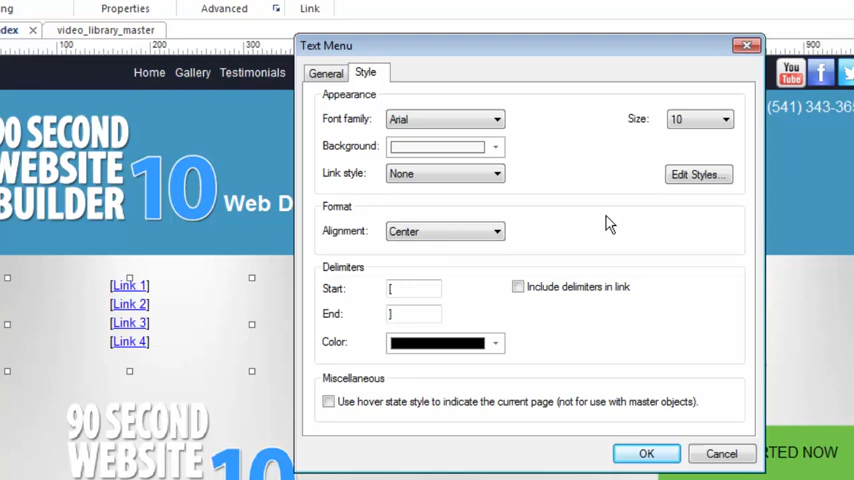 Properties
Advanced
Link
video_library_master
100
200
300
900
Home Gallery Testimonials
You
Tube
f
(541) 343-36
90 SECOND
WEBSITE
BUILDER 10
Web D
[Link 1]
[Link 2]
[Link 3]
[Link 4]
90 SECOND
WEBSITE 10
Text Menu
General
Style
Appearance
Font family: Arial
Size: 10
Background:
Link style: None
Edit Styles...
Format
Alignment: Center
Delimiters
Start: [
Include delimiters in link
End: ]
Color:
Miscellaneous
Use hover state style to indicate the current page (not for use with master objects).
OK
Cancel
RTED NOW